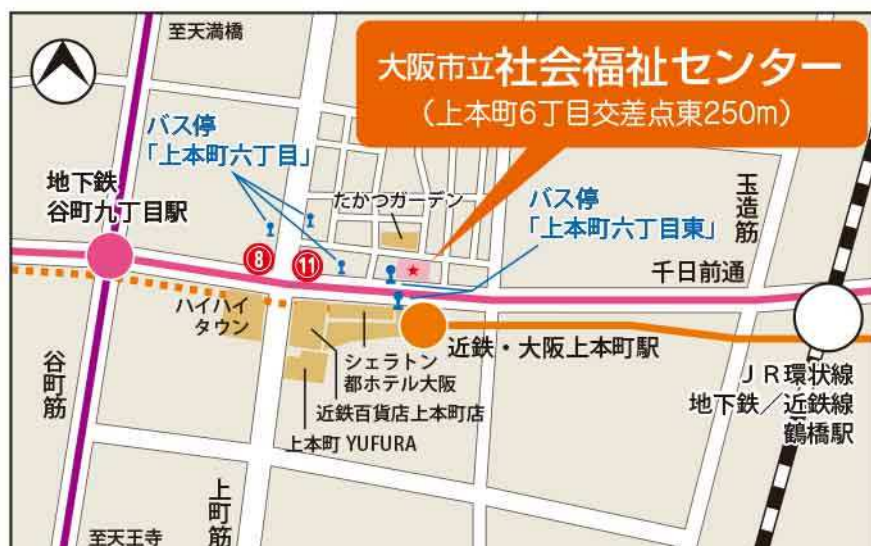 至天満橋
大阪市立社会福祉センター
（上本町6丁目交差点東250m）
バス停
「上本町六丁目」
地下鉄
谷町九丁目駅
たかつガーデン
バス停
「上本町六丁目東」
玉造筋
千日前通
8
11
ハイハイ
タウン
シェラトン
都ホテル大阪
近鉄・大阪上本町駅
近鉄百貨店上本町店
上本町 YUFURA
JR環状線
地下鉄／近鉄線
鶴橋駅
谷町筋
上町筋
至天王寺